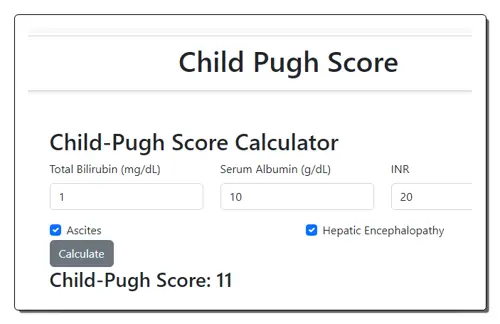 Child Pugh Score
Child-Pugh Score Calculator
Total Bilirubin (mg/dL) Serum Albumin (g/dL) INR
1 10 20
Ascites Hepatic Encephalopathy
Calculate
Child-Pugh Score: 11